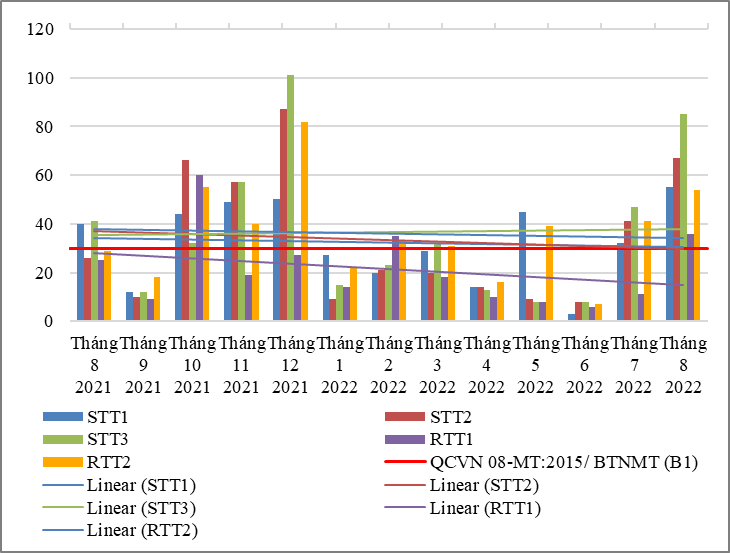 120
100
80
60
40
20
0
Tháng Tháng Tháng Tháng Tháng Tháng Tháng Tháng Tháng Tháng Tháng Tháng Tháng
8 9 10 11 12 1 2 3 4 5 6 7 8
2021 2021 2021 2021 2021 2022 2022 2022 2022 2022 2022 2022 2022
STT1 STT2
STT3 RTT1
RTT2 QCVN 08-MT:2015/ BTNMT (B1)
Linear (STT1) Linear (STT2)
Linear (STT3) Linear (RTT1)
Linear (RTT2)